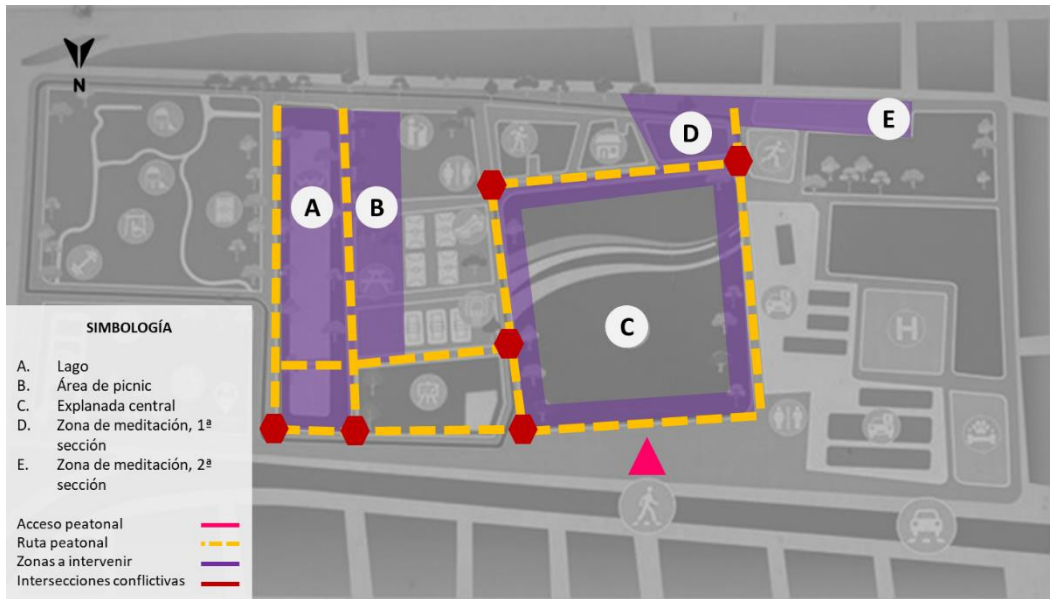 N
A
B
C
D
E
H
SIMBOLOGÍA
A. Lago
B. Área de picnic
C. Explanada central
D. Zona de meditación, 1ª
sección
E. Zona de meditación, 2ª
sección
Acceso peatonal
Ruta peatonal
Zonas a intervenir
Intersecciones conflictivas